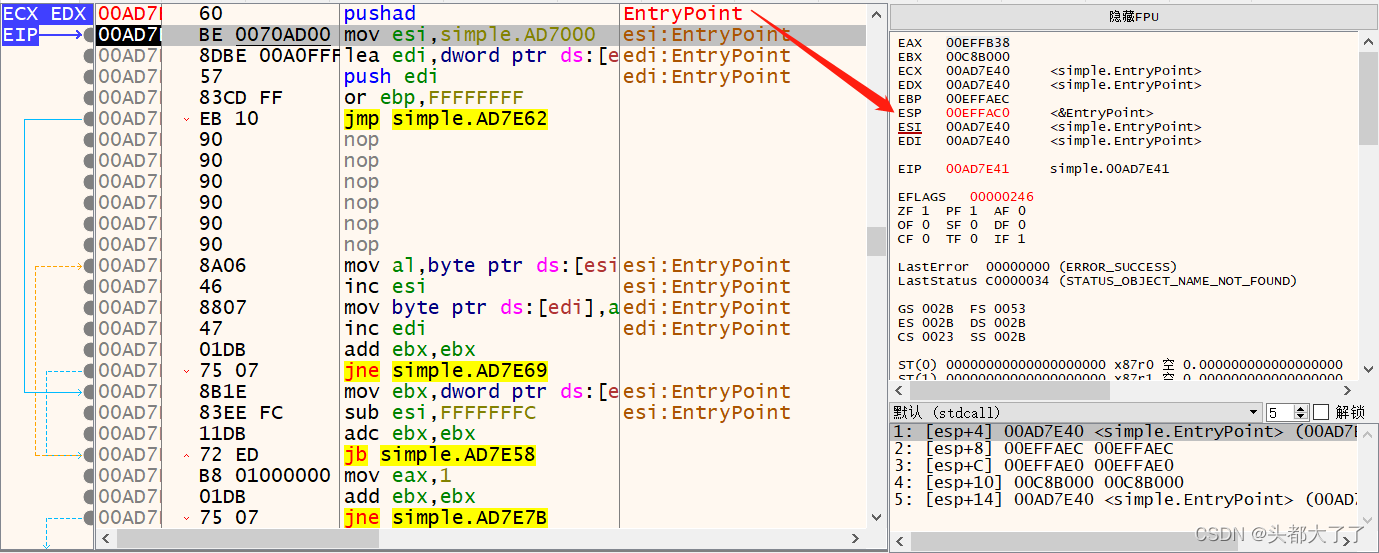 ECX EDX 00AD7 60 pushad EntryPoint
EIP 00AD7 BE 0070AD00 mov esi,simple.AD7000 esi:EntryPoint
00AD7 8DBE 00A0FFF lea edi,dword ptr ds:[e edi:EntryPoint
00AD7 57 push edi edi:EntryPoint
00AD7 83CD FF or ebp,FFFFFFFF
00AD7 EB 10 jmp simple.AD7E62
00AD7 90 nop
00AD7 90 nop
00AD7 90 nop
00AD7 90 nop
00AD7 90 nop
00AD7 90 nop
00AD7 8A06 mov al,byte ptr ds:[esi esi:EntryPoint
00AD7 46 inc esi esi:EntryPoint
00AD7 8807 mov byte ptr ds:[edi],a edi:EntryPoint
00AD7 47 inc edi edi:EntryPoint
00AD7 01DB add ebx,ebx
00AD7 75 07 jne simple.AD7E69
00AD7 8B1E mov ebx,dword ptr ds:[e esi:EntryPoint
00AD7 83EE FC sub esi,FFFFFFFC esi:EntryPoint
00AD7 11DB adc ebx,ebx
00AD7 72 ED jb simple.AD7E58
00AD7 B8 01000000 mov eax,1
00AD7 01DB add ebx,ebx
00AD7 75 07 jne simple.AD7E7B
隐藏FPU
EAX 00EFFB38
EBX 00C8B000
ECX 00AD7E40 <simple.EntryPoint>
EDX 00AD7E40 <simple.EntryPoint>
EBP 00EFFAEC
ESP 00EFFAC0 <&EntryPoint>
ESI 00AD7E40 <simple.EntryPoint>
EDI 00AD7E40 <simple.EntryPoint>
EIP 00AD7E41 simple.00AD7E41
EFLAGS 00000246
ZF 1 PF 1 AF 0
OF 0 SF 0 DF 0
CF 0 TF 0 IF 1
LastError 00000000 (ERROR_SUCCESS)
LastStatus C0000034 (STATUS_OBJECT_NAME_NOT_FOUND)
GS 002B FS 0053
ES 002B DS 002B
CS 0023 SS 002B
ST(0) 00000000000000000000 x87r0 空 0.000000000000000000
ST(1) 00000000000000000000 x87r1 空 0.000000000000000000
默认 (stdcall) 5 解锁
1: [esp+4] 00AD7E40 <simple.EntryPoint> (00AD7E
2: [esp+8] 00EFFAEC 00EFFAEC
3: [esp+C] 00EFFAE0 00EFFAE0
4: [esp+10] 00C8B000 00C8B000
5: [esp+14] 00AD7E40 <simple.EntryPoint> (00AD7
CSDN @头都大了了